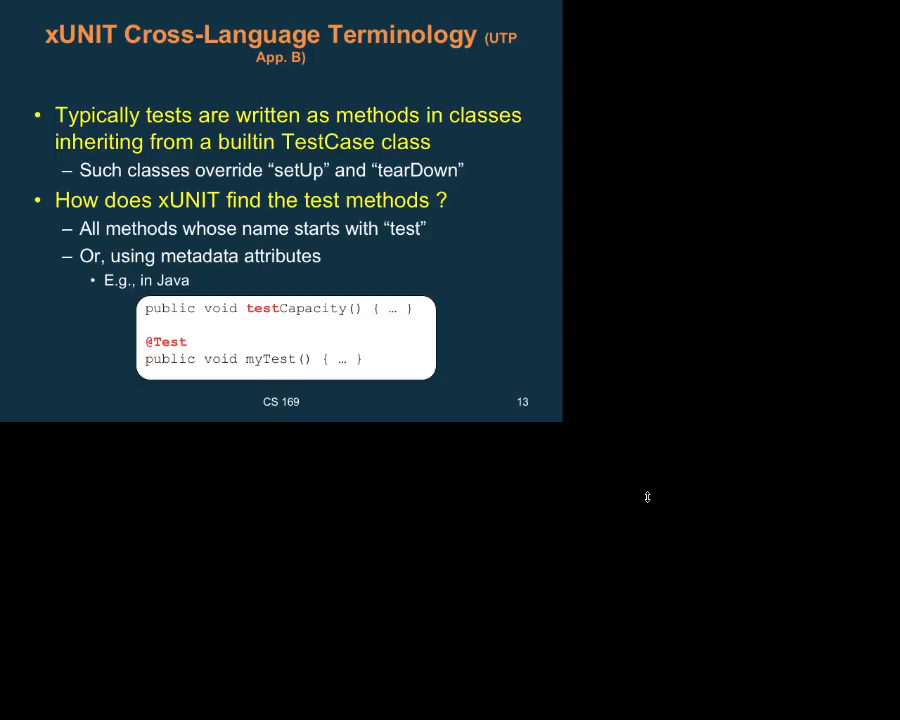 xUNIT Cross-Language Terminology (UTP
App. B)
• Typically tests are written as methods in classes
inheriting from a builtin TestCase class
– Such classes override “setUp” and “tearDown”
• How does xUNIT find the test methods ?
– All methods whose name starts with “test”
– Or, using metadata attributes
• E.g., in Java
public void testCapacity() { … }
@Test
public void myTest() { … }
CS 169
13